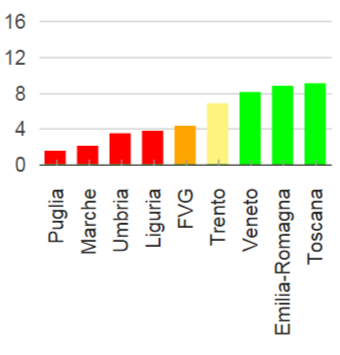 16
12
8
4
0
Puglia
Marche
Umbria
Liguria
FVG
Trento
Veneto
Emilia-Romagna
Toscana